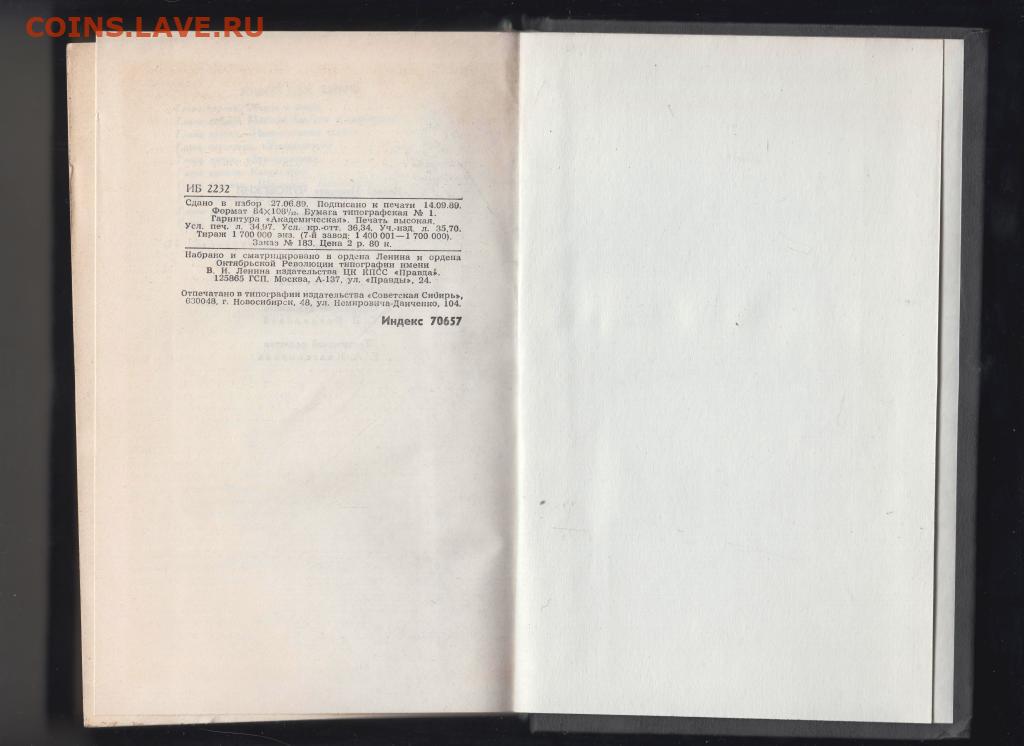 COINS.LAVE.RU
ИБ 2232
Сдано в набор 27.06.89. Подписано к печати 14.09.89.
Формат 84×108¹/₃₂. Бумага типографская № 1.
Гарнитура «Академическая». Печать высокая.
Усл. печ. л. 34,97. Усл. кр.-отт. 36,34. Уч.-изд. л. 35,70.
Тираж 1 700 000 экз. (7-й завод: 1 400 001—1 700 000).
Заказ № 183. Цена 2 р. 80 к.
Набрано и сматрицировано в ордена Ленина и ордена
Октябрьской Революции типографии имени
В. И. Ленина издательства ЦК КПСС «Правда».
125865 ГСП, Москва, А-137, ул. «Правды», 24.
Отпечатано в типографии издательства «Советская Сибирь»,
630048, г. Новосибирск, 48, ул. Немировича-Данченко, 104.
Индекс 70657